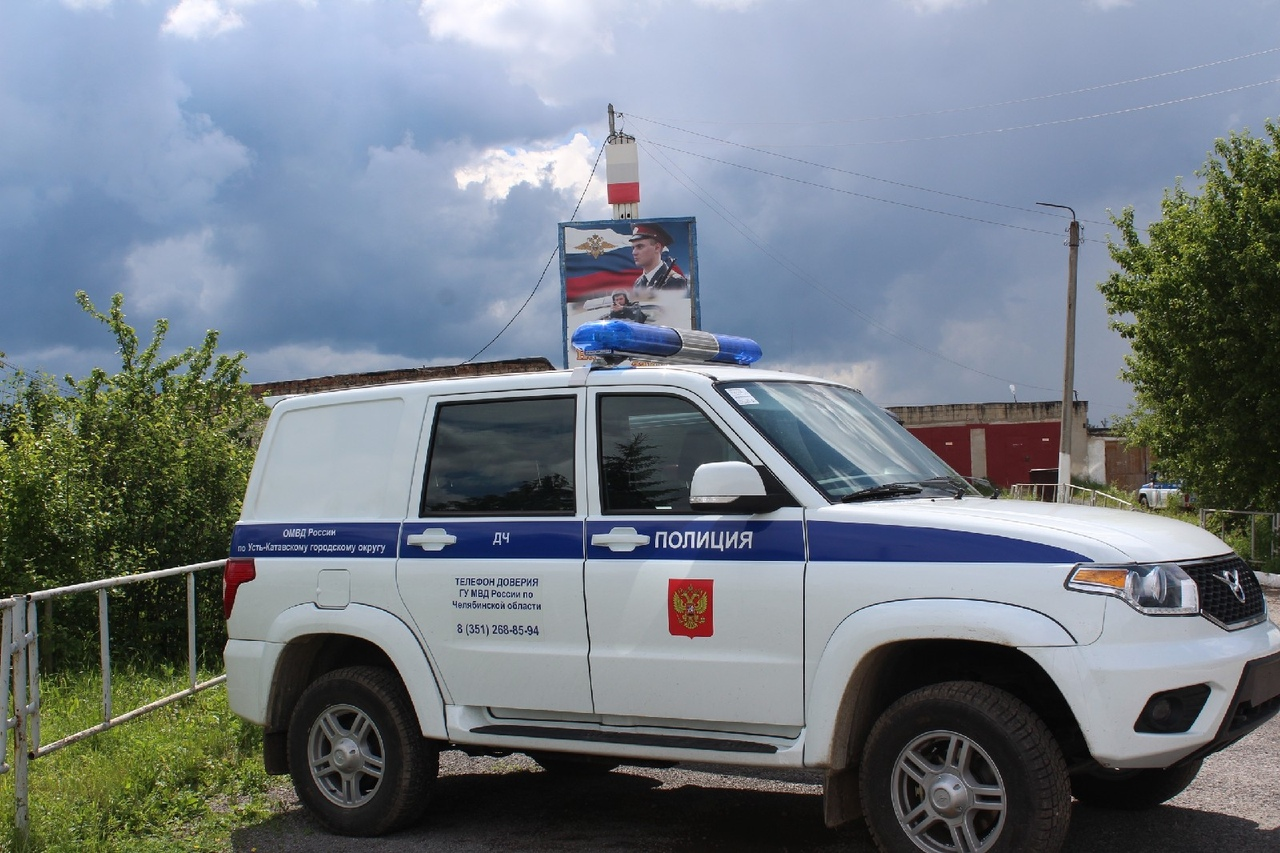 ОМВД России
по Усть-Катавскому городскому округу
ДЧ
ПОЛИЦИЯ
ТЕЛЕФОН ДОВЕРИЯ
ГУ МВД России по
Челябинской области
8 (351) 268-85-94